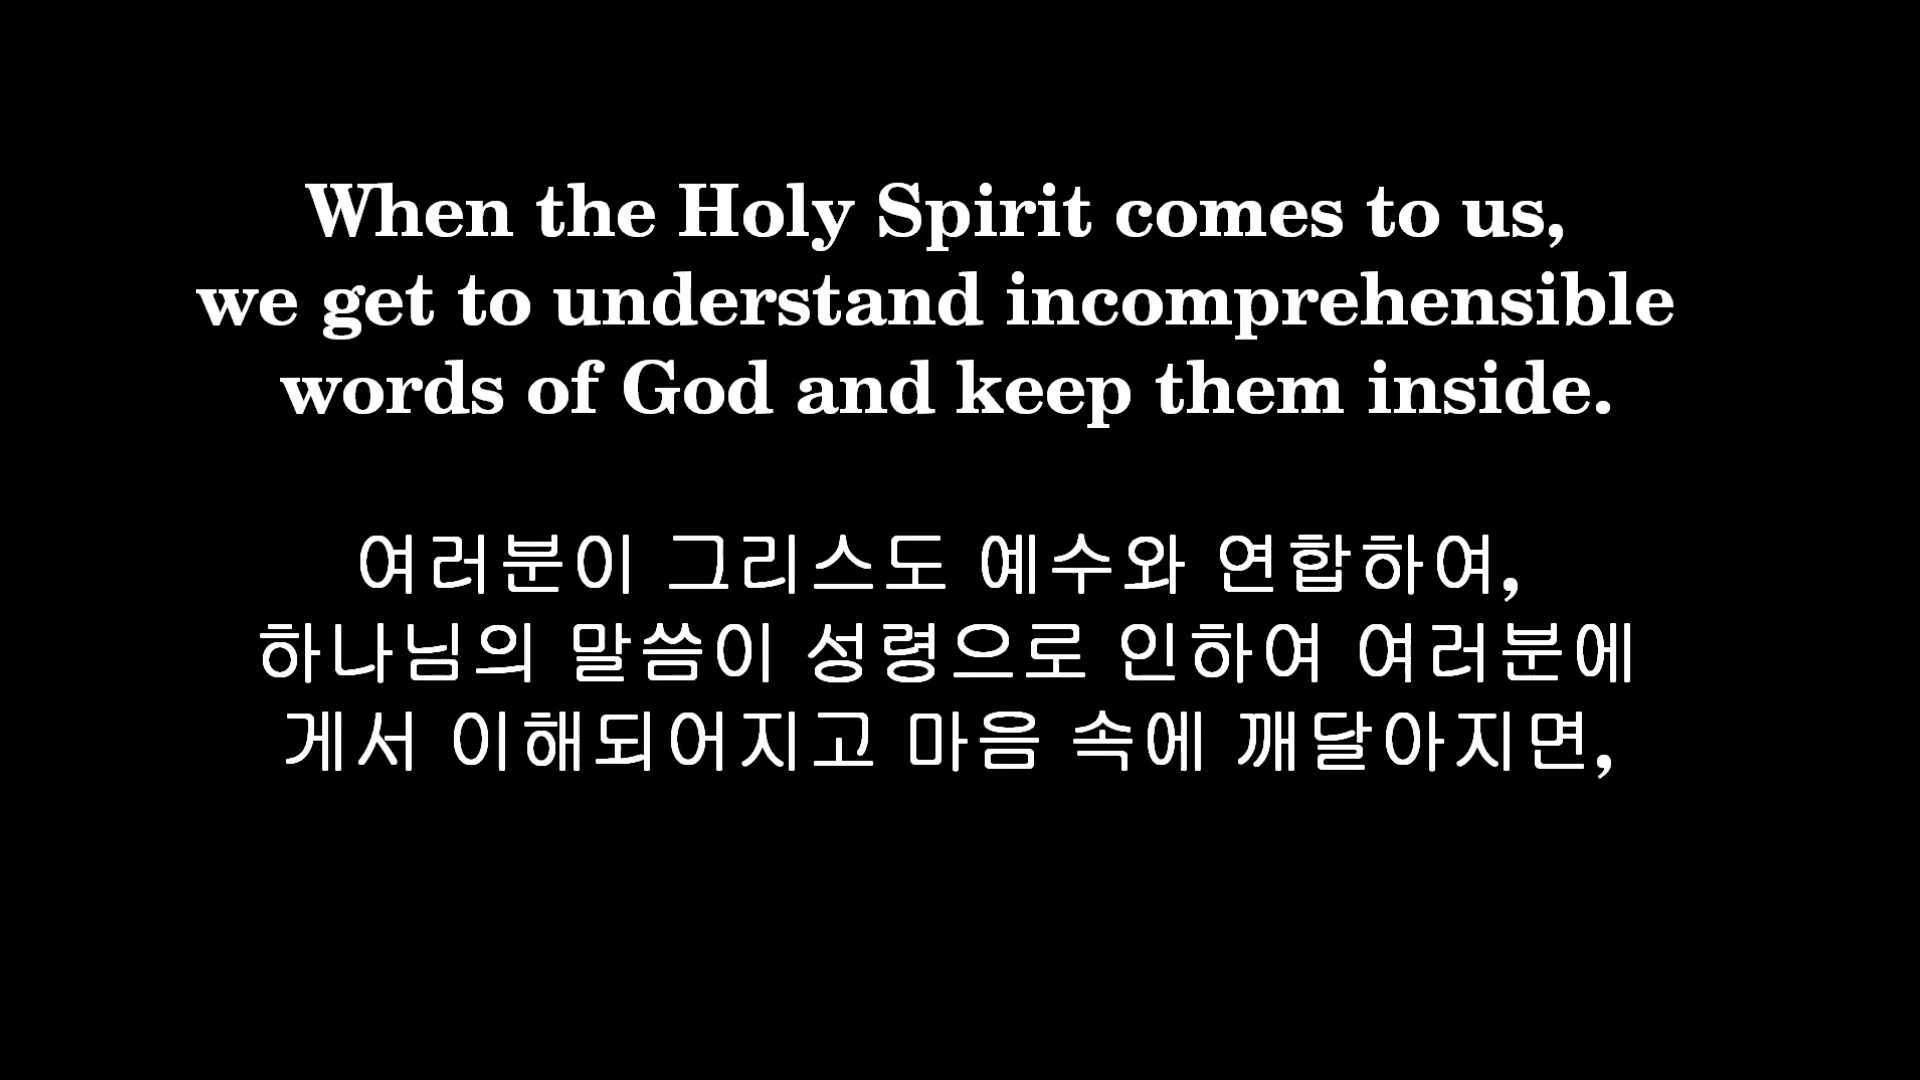 When the Holy Spirit comes to us,
we get to understand incomprehensible
words of God and keep them inside.
여러분이 그리스도 예수와 연합하여,
하나님의 말씀이 성령으로 인하여 여러분에
게서 이해되어지고 마음 속에 깨달아지면,